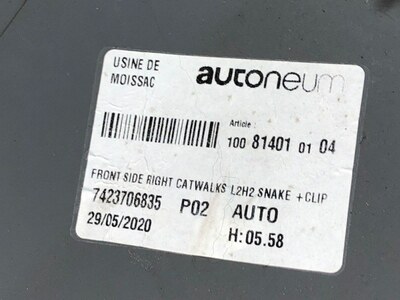 USINE DE
MOISSAC
autoneum
Article :
100 81401 01 04
FRONT SIDE RIGHT CATWALKS L2H2 SNAKE +CLIP
7423706835 P02 AUTO
29/05/2020 H:05.58